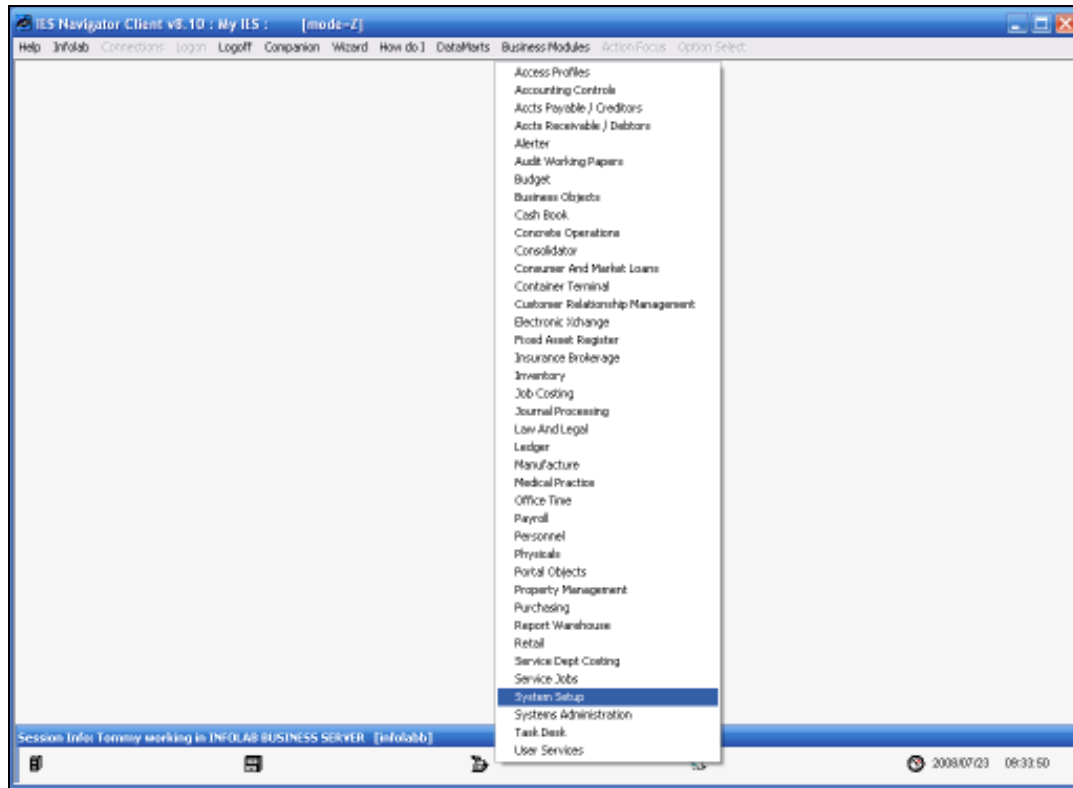 IES Navigator Client v8.10 : My IES : [mode=Z]
Help Infolab Connections Logon Logoff Companion Wizard How do I DataMarts Business Modules Action-Focus Option Select
Access Profiles
Accounting Controls
Accts Payable / Creditors
Accts Receivable / Debtors
Alerter
Audit Working Papers
Budget
Business Objects
Cash Book
Concrete Operations
Consolidator
Consumer And Market Loans
Container Terminal
Customer Relationship Management
Electronic Xchange
Fixed Asset Register
Insurance Brokerage
Inventory
Job Costing
Journal Processing
Law And Legal
Ledger
Manufacture
Medical Practice
Office Time
Payroll
Personnel
Physicals
Portal Objects
Property Management
Purchasing
Report Warehouse
Retail
Service Dept Costing
Service Jobs
System Setup
Systems Administration
Task Desk
User Services
Session Info: Tommy working in INFOLAB BUSINESS SERVER [infolabb]
2008/07/23 09:33:50